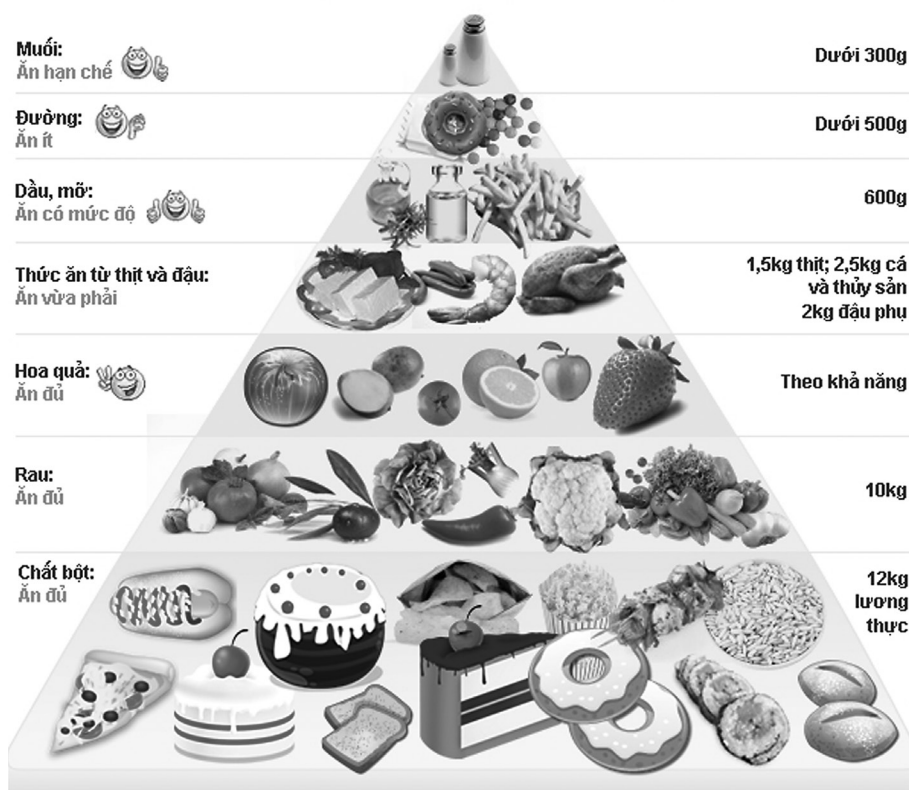 Muối:
Ăn hạn chế
Dưới 300g
Đường:
Ăn ít
Dưới 500g
Dầu, mỡ:
Ăn có mức độ
600g
Thức ăn từ thịt và đậu:
Ăn vừa phải
1,5kg thịt; 2,5kg cá
và thủy sản
2kg đậu phụ
Hoa quả:
Ăn đủ
Theo khả năng
Rau:
Ăn đủ
10kg
Chất bột:
Ăn đủ
12kg
lương
thực